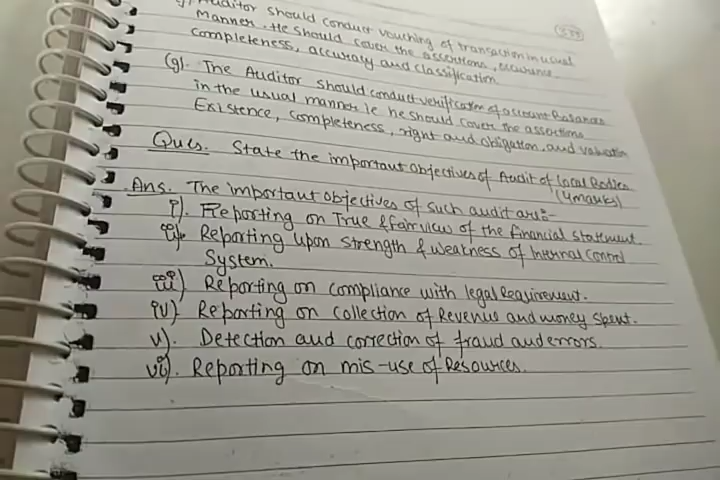 Auditor should conduct vouching of transaction in usual
Manner. He should cover the assertions, occurance
completeness, accuracy and classification
(g). The Auditor should conduct verification of account Balances
in the usual manner ie he should cover the assertions
Existence, completeness, right and obligation, and valuation
Ques. State the important objectives of Audit of Local Bodies
(4marks)
Ans. The important objectives of such audit are:-
i). Reporting on True & fair view of the financial statement.
ii). Reporting upon strength & weakness of Internal Control
System.
iii) Reporting on compliance with legal Requirement.
iv) Reporting on collection of Revenue and money spent.
v). Detection and correction of fraud and errors.
vi). Reporting on mis-use of Resources.